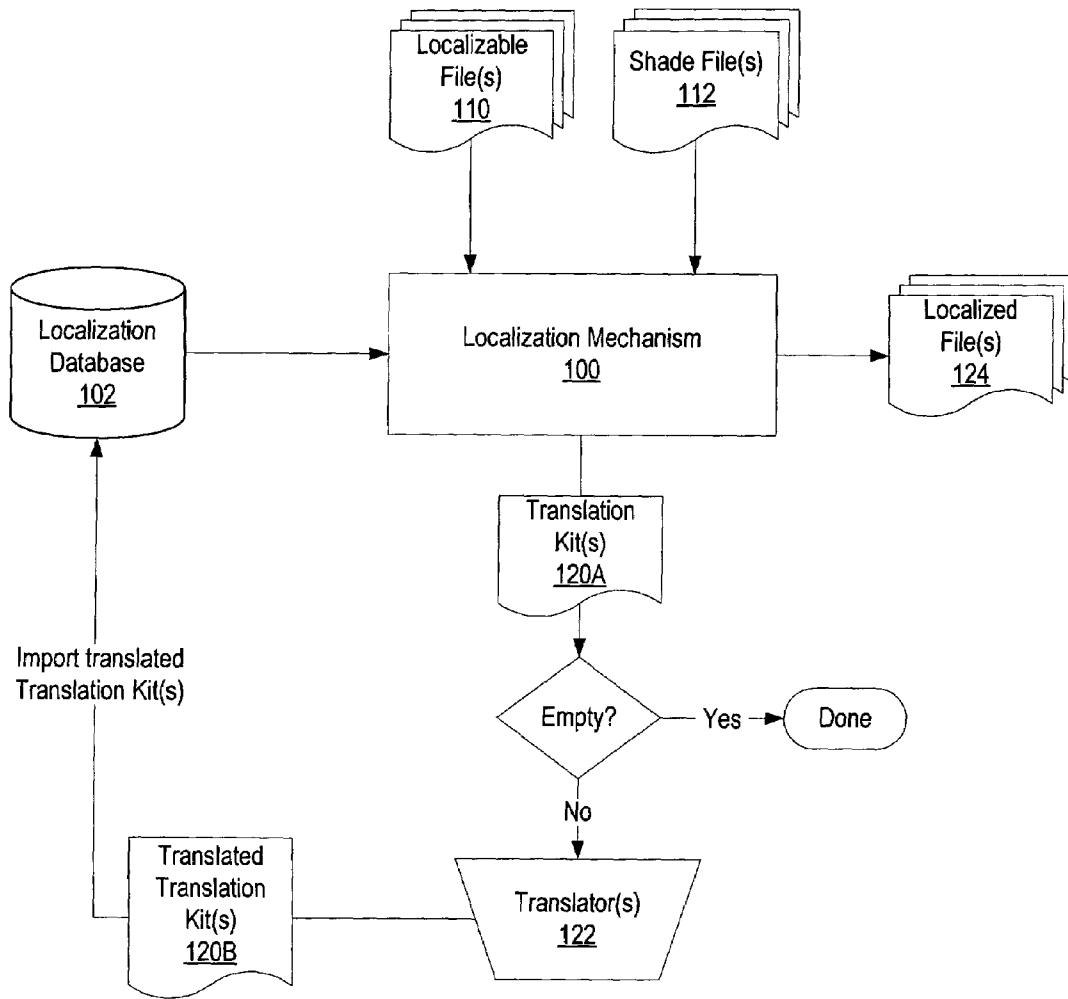 Localizable
File(s)
110
Shade File(s)
112
Localization
Database
102
Localization Mechanism
100
Localized
File(s)
124
Translation
Kit(s)
120A
Import translated
Translation Kit(s)
Empty?
Yes
Done
No
Translated
Translation
Kit(s)
120B
Translator(s)
122